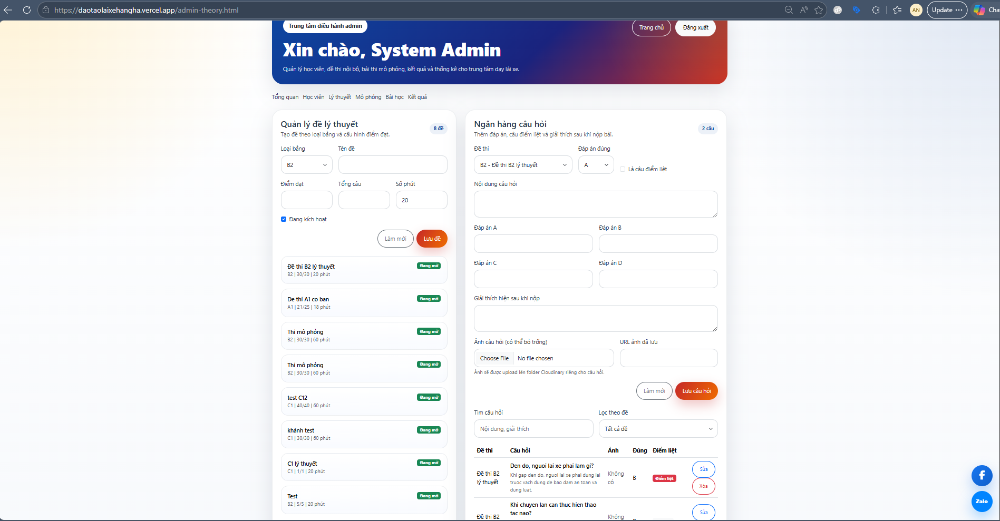 https://daotaolaixehangha.vercel.app/admin-theory.html
AN
Update
Cha
Trung tâm điều hành admin
Trang chủ
Đăng xuất
Xin chào, System Admin
Quản lý học viên, đề thi nội bộ, bài thi mô phỏng, kết quả và thống kê cho trung tâm dạy lái xe.
Tổng quan Học viên Lý thuyết Mô phỏng Bài học Kết quả
Quản lý đề lý thuyết
8 đề
Tạo đề theo loại bằng và cấu hình điểm đạt.
Loại bằng
Tên đề
B2
Điểm đạt
Tổng câu
Số phút
20
Đang kích hoạt
Làm mới
Lưu đề
Đề thi B2 lý thuyết
Đang mở
B2 | 30/30 | 20 phút
De thi A1 co ban
Đang mở
A1 | 21/25 | 18 phút
Thi mô phỏng
Đang mở
B2 | 30/30 | 60 phút
Thi mô phỏng
Đang mở
B2 | 30/30 | 60 phút
test C12
Đang mở
C1 | 40/40 | 60 phút
khánh test
Đang mở
C1 | 30/30 | 60 phút
C1 lý thuyết
Đang mở
C1 | 1/1 | 20 phút
Test
Đang mở
B2 | 5/5 | 20 phút
Ngân hàng câu hỏi
2 câu
Thêm đáp án, câu điểm liệt và giải thích sau khi nộp bài.
Đề thi
Đáp án đúng
B2 - Đề thi B2 lý thuyết
A
Là câu điểm liệt
Nội dung câu hỏi
Đáp án A
Đáp án B
Đáp án C
Đáp án D
Giải thích hiện sau khi nộp
Ảnh câu hỏi (có thể bỏ trống)
URL ảnh đã lưu
Choose File No file chosen
Ảnh sẽ được upload lên folder Cloudinary riêng cho câu hỏi.
Làm mới
Lưu câu hỏi
Tìm câu hỏi
Lọc theo đề
Nội dung, giải thích
Tất cả đề
Đề thi Câu hỏi Ảnh Đúng Điểm liệt
Đề thi B2 lý thuyết
Den do, nguoi lai xe phai lam gi?
Khi gap den do, nguoi lai xe phai dung lai
truoc vach dung de bao dam an toan va
dung luat.
Không có
B
Điểm liệt
Sửa
Xóa
Đề thi B2
Khi chuyen lan can thuc hien thao
tac nao?
Không
Sửa
Zalo